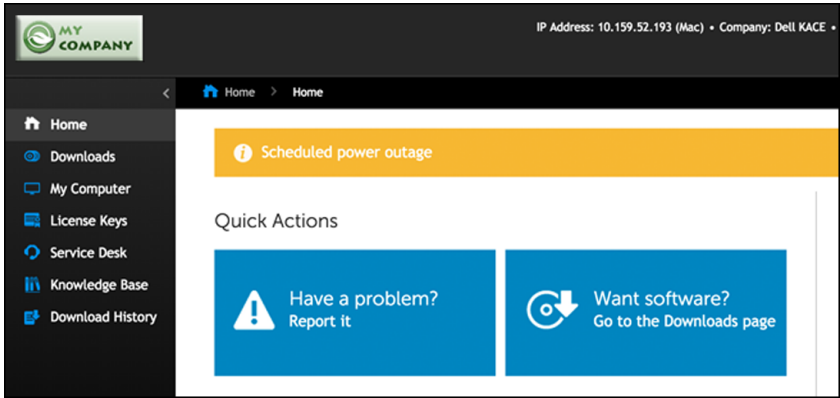 MY
COMPANY
IP Address: 10.159.52.193 (Mac) • Company: Dell KACE •
Home > Home
Home
Downloads
My Computer
License Keys
Service Desk
Knowledge Base
Download History
Scheduled power outage
Quick Actions
Have a problem?
Report it
Want software?
Go to the Downloads page